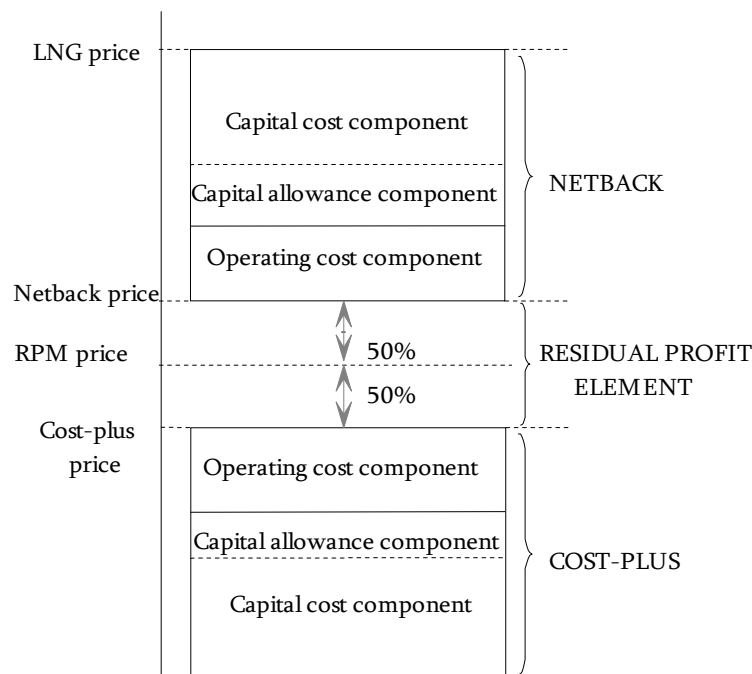 LNG price
Capital cost component
Capital allowance component
NETBACK
Operating cost component
Netback price
50%
RPM price
RESIDUAL PROFIT
ELEMENT
50%
Cost-plus
price
Operating cost component
Capital allowance component
COST-PLUS
Capital cost component